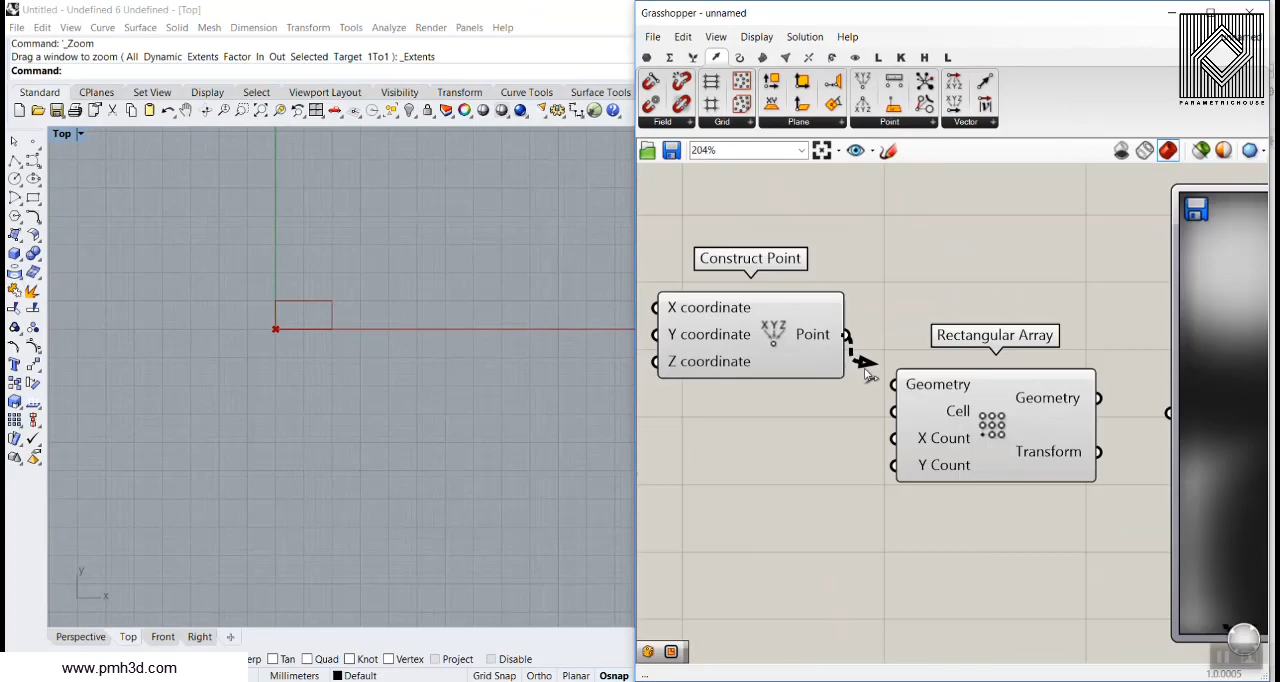 Untitled - Undefined 6 Undefined - [Top]
File Edit View Curve Surface Solid Mesh Dimension Transform Tools Analyze Render Panels Help
Command: '_Zoom
Drag a window to zoom ( All Dynamic Extents Factor In Out Selected Target 1To1 ): _Extents
Command:
Standard CPlanes Set View Display Select Viewport Layout Visibility Transform Curve Tools Surface Tools
Top
y
x
Perspective Top Front Right
erp Tan Quad Knot Vertex Project Disable
Millimeters Default Grid Snap Ortho Planar Osnap
www.pmh3d.com
Grasshopper - unnamed
File Edit View Display Solution Help
PARAMETRICHOUSE
L K H L
Field Grid Plane Point Vector
204%
Construct Point
X coordinate
Y coordinate
Z coordinate
XYZ
Point
Rectangular Array
Geometry
Cell
X Count
Y Count
Geometry
Transform
...
1.0.0005